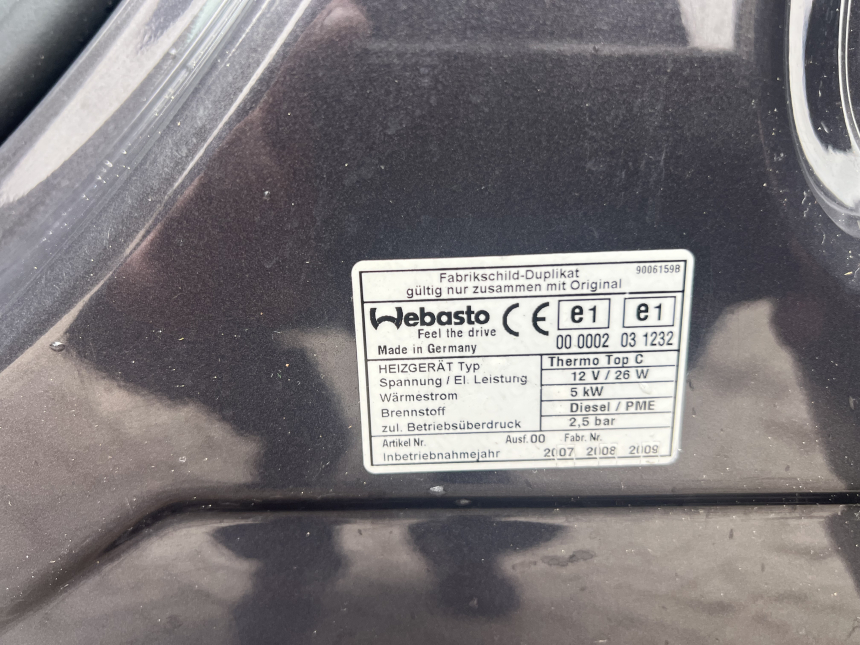 Fabrikschild-Duplikat 9006159B
gültig nur zusammen mit Original
Webasto CE e1 e1
Feel the drive
00 0002 03 1232
Made in Germany
HEIZGERÄT Typ Thermo Top C
Spannung / El. Leistung 12 V / 26 W
Wärmestrom 5 kW
Brennstoff Diesel / PME
zul. Betriebsüberdruck 2,5 bar
Artikel Nr. Ausf. 00 Fabr. Nr.
Inbetriebnahmejahr 2007 2008 2009